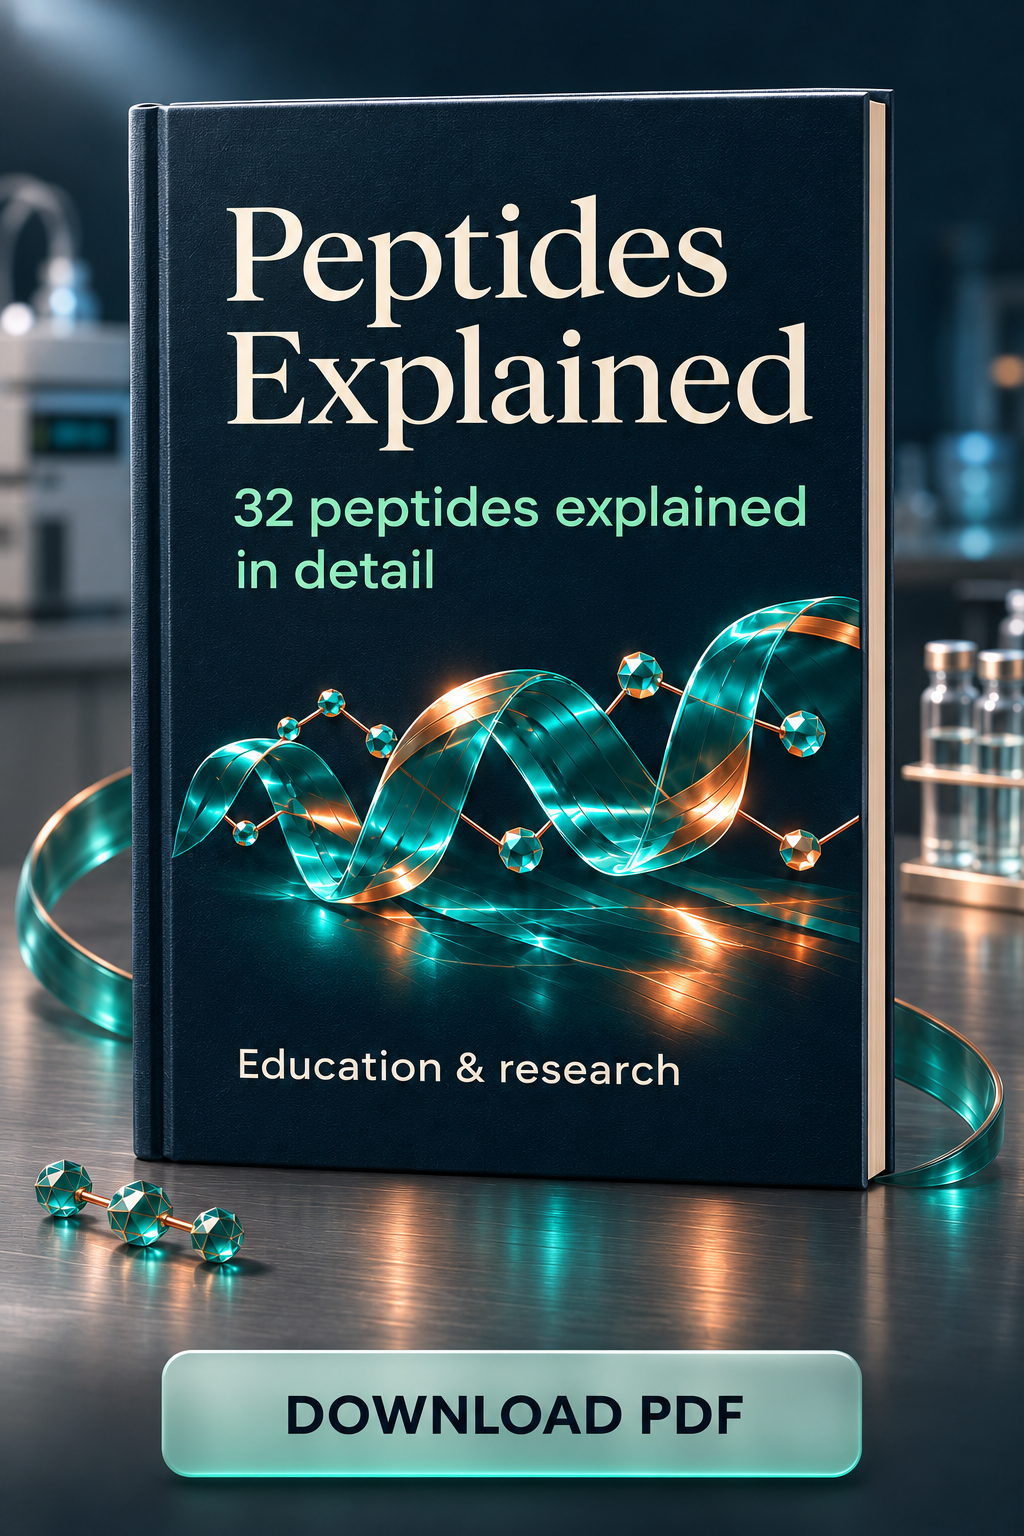 Peptides
Explained
32 peptides explained
in detail
Education & research
DOWNLOAD PDF